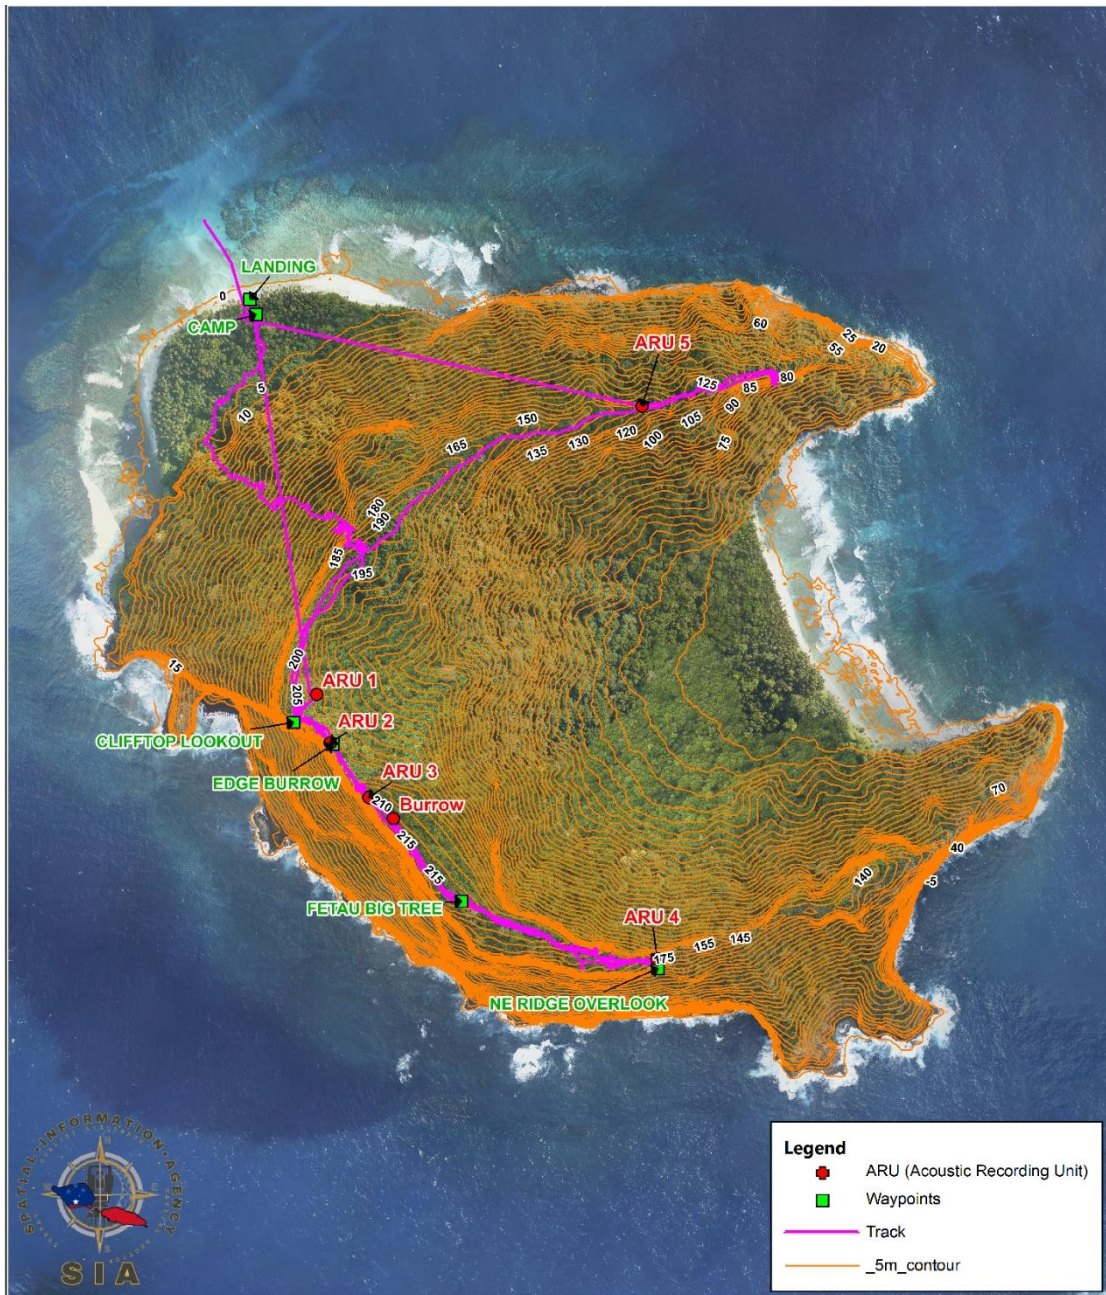 LANDING
0
CAMP
5
10
ARU 5
60
25
20
55
125
80
85
90
105
150
120
100
75
130
165
135
180
190
185
195
200
ARU 1
15
205
CLIFFTOP LOOKOUT
ARU 2
EDGE BURROW
ARU 3
210
Burrow
215
215
70
40
140
-5
FETAU BIG TREE
ARU 4
155
145
175
NE RIDGE OVERLOOK
SPATIAL·INFORMATION·AGENCY
SIA
Legend
ARU (Acoustic Recording Unit)
Waypoints
Track
_5m_contour